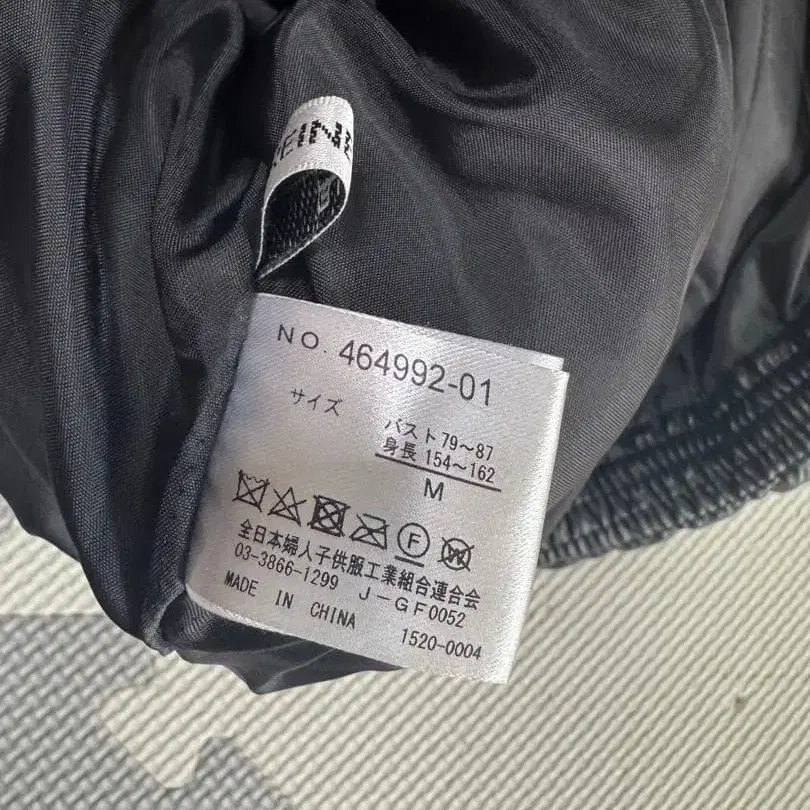 NO. 464992-01
サイズ
バスト79～87
身長 154～162
M
F W
全日本婦人子供服工業組合連合会
03-3866-1299 J-GF0052
MADE IN CHINA 1520-0004